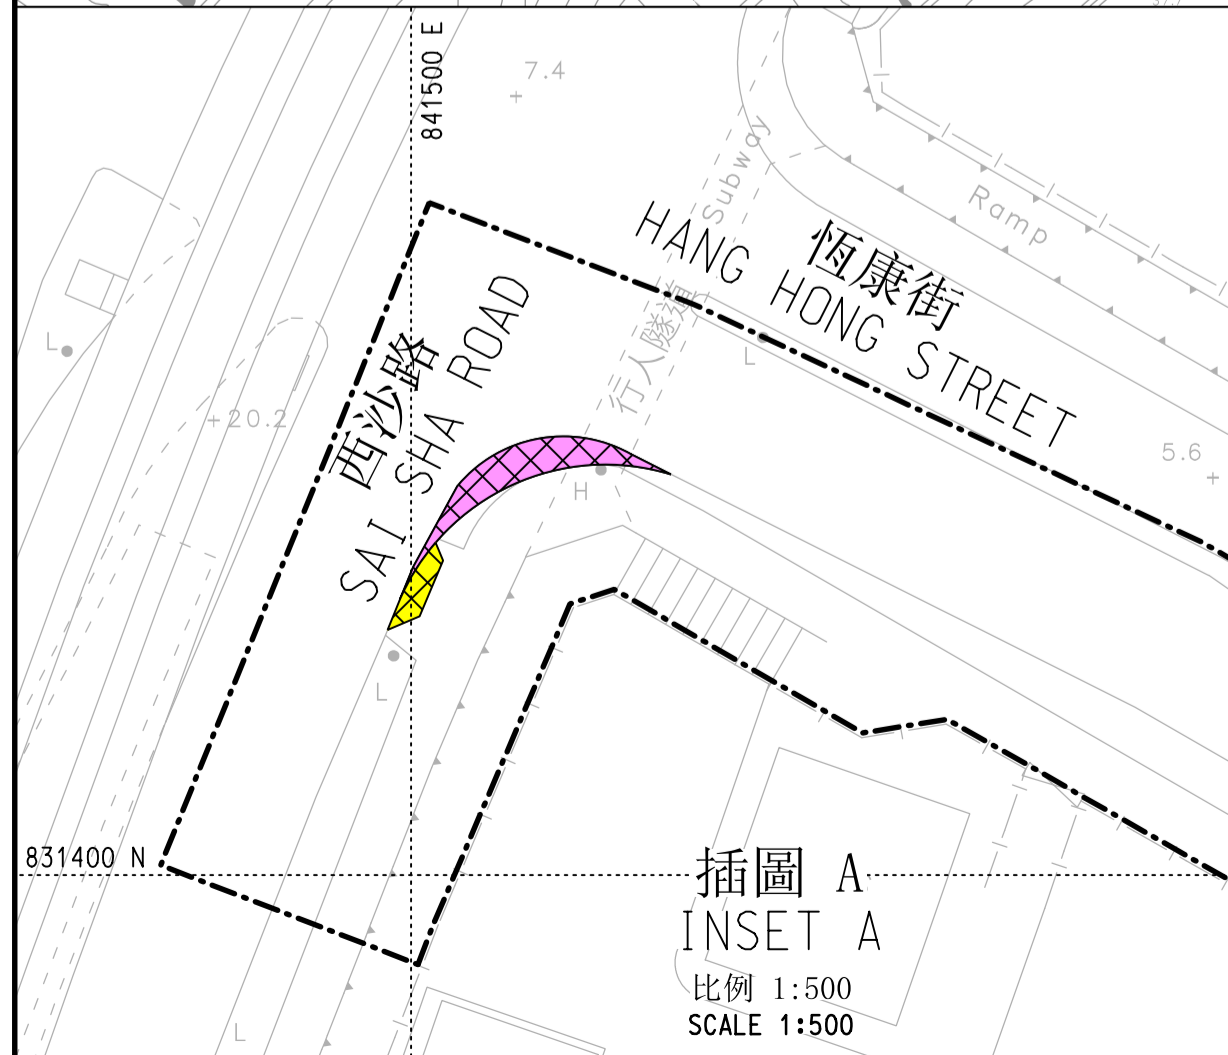 841500 E
7.4
Subway
Ramp
恆康街
HANG HONG STREET
行人隧道
L
L
+20.2
西沙路
SAI SHA ROAD
5.6
H
L
831400 N
插圖 A
INSET A
比例 1:500
SCALE 1:500
L